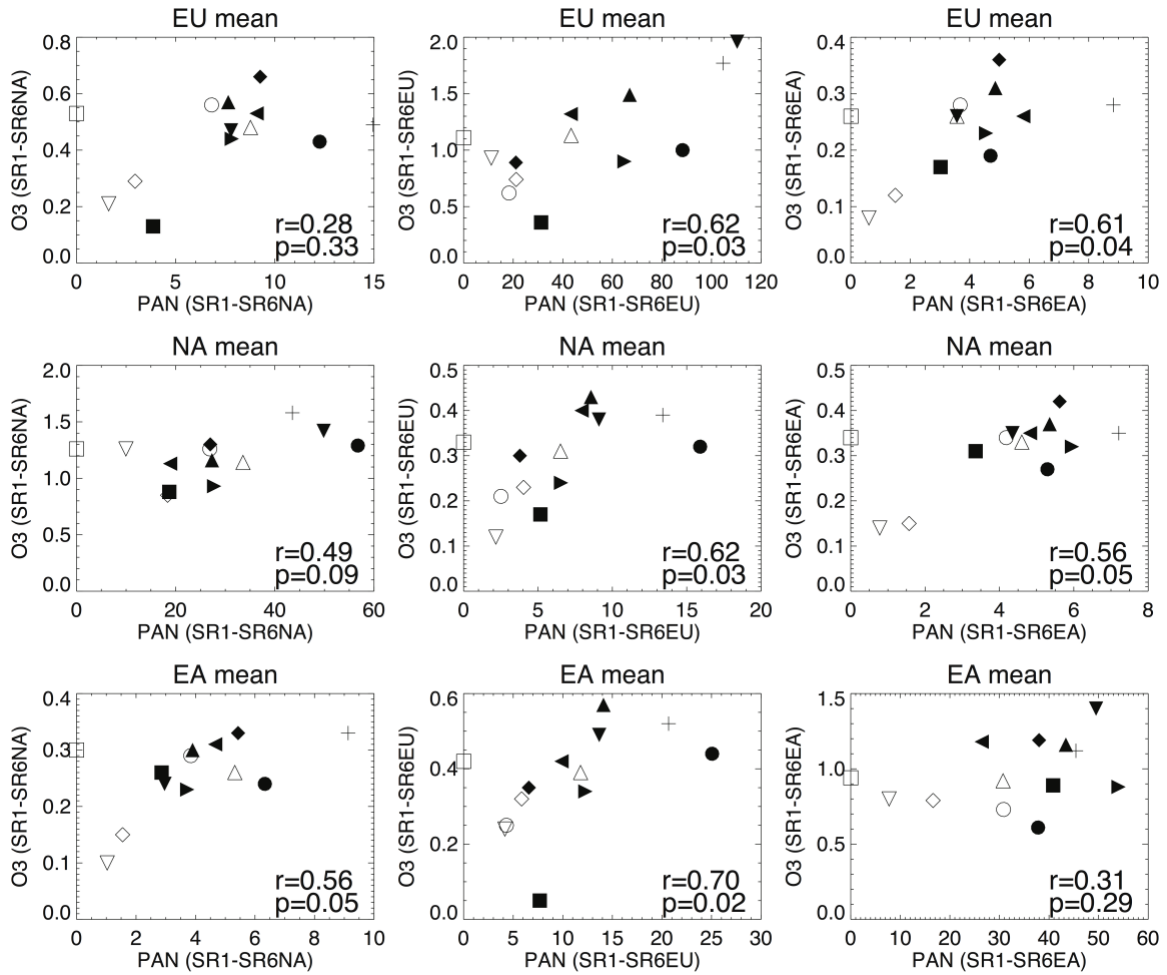 EU mean
0.8
0.6
0.4
0.2
0.0
O3 (SR1-SR6NA)
r=0.28
p=0.33
0 5 10 15
PAN (SR1-SR6NA)
EU mean
2.0
1.5
1.0
0.5
0.0
O3 (SR1-SR6EU)
r=0.62
p=0.03
0 20 40 60 80 100 120
PAN (SR1-SR6EU)
EU mean
0.4
0.3
0.2
0.1
0.0
O3 (SR1-SR6EA)
r=0.61
p=0.04
0 2 4 6 8 10
PAN (SR1-SR6EA)
NA mean
2.0
1.5
1.0
0.5
0.0
O3 (SR1-SR6NA)
r=0.49
p=0.09
0 20 40 60
PAN (SR1-SR6NA)
NA mean
0.5
0.4
0.3
0.2
0.1
0.0
O3 (SR1-SR6EU)
r=0.62
p=0.03
0 5 10 15 20
PAN (SR1-SR6EU)
NA mean
0.5
0.4
0.3
0.2
0.1
0.0
O3 (SR1-SR6EA)
r=0.56
p=0.05
0 2 4 6 8
PAN (SR1-SR6EA)
EA mean
0.4
0.3
0.2
0.1
0.0
O3 (SR1-SR6NA)
r=0.56
p=0.05
0 2 4 6 8 10
PAN (SR1-SR6NA)
EA mean
0.6
0.4
0.2
0.0
O3 (SR1-SR6EU)
r=0.70
p=0.02
0 5 10 15 20 25 30
PAN (SR1-SR6EU)
EA mean
1.5
1.0
0.5
0.0
O3 (SR1-SR6EA)
r=0.31
p=0.29
0 10 20 30 40 50 60
PAN (SR1-SR6EA)